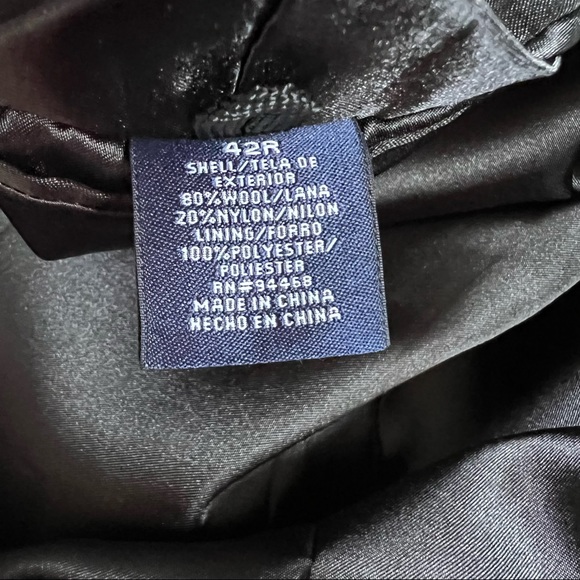 42R
SHELL/TELA DE
EXTERIOR
80%WOOL/LANA
20%NYLON/NILON
LINING/FORRO
100%POLYESTER/
POLIESTER
RN#94468
MADE IN CHINA
HECHO EN CHINA